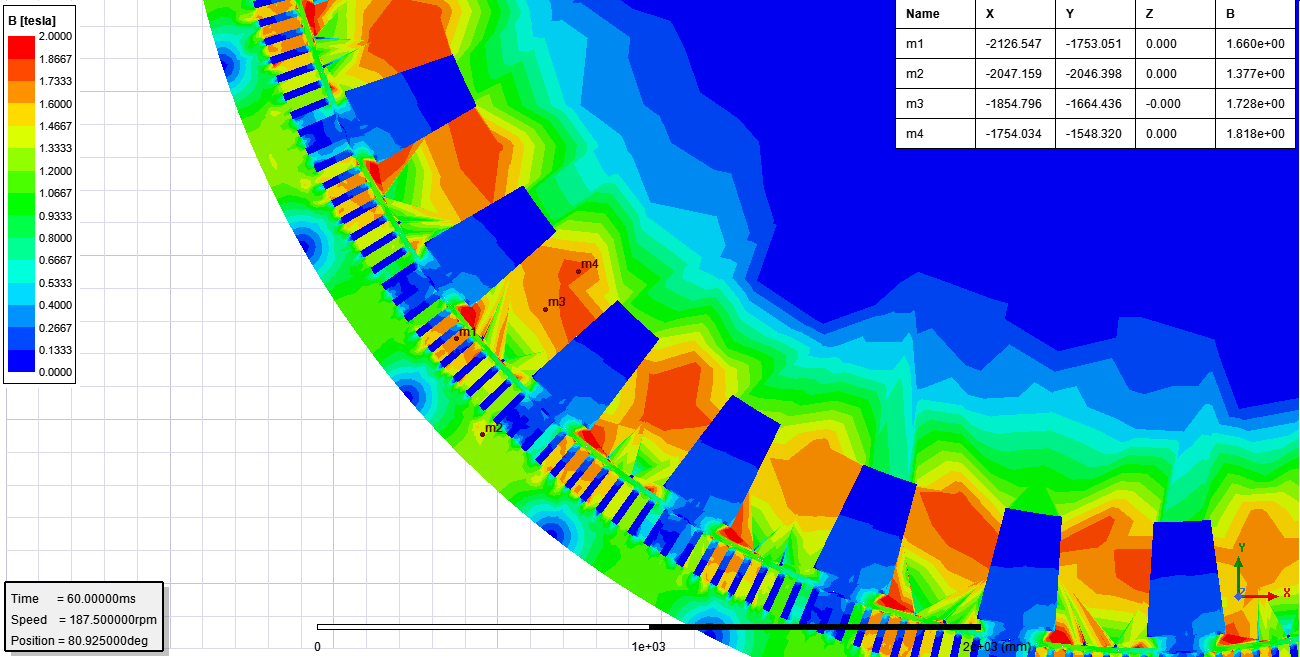 B [tesla]
2.0000
1.8667
1.7333
1.6000
1.4667
1.3333
1.2000
1.0667
0.9333
0.8000
0.6667
0.5333
0.4000
0.2667
0.1333
0.0000
Name X Y Z B
m1 -2126.547 -1753.051 0.000 1.660e+00
m2 -2047.159 -2046.398 0.000 1.377e+00
m3 -1854.796 -1664.436 -0.000 1.728e+00
m4 -1754.034 -1548.320 0.000 1.818e+00
m4
m3
m1
m2
Y
Z X
Time = 60.00000ms
Speed = 187.500000rpm
Position = 80.925000deg
0 1e+03 2e+03 (mm)